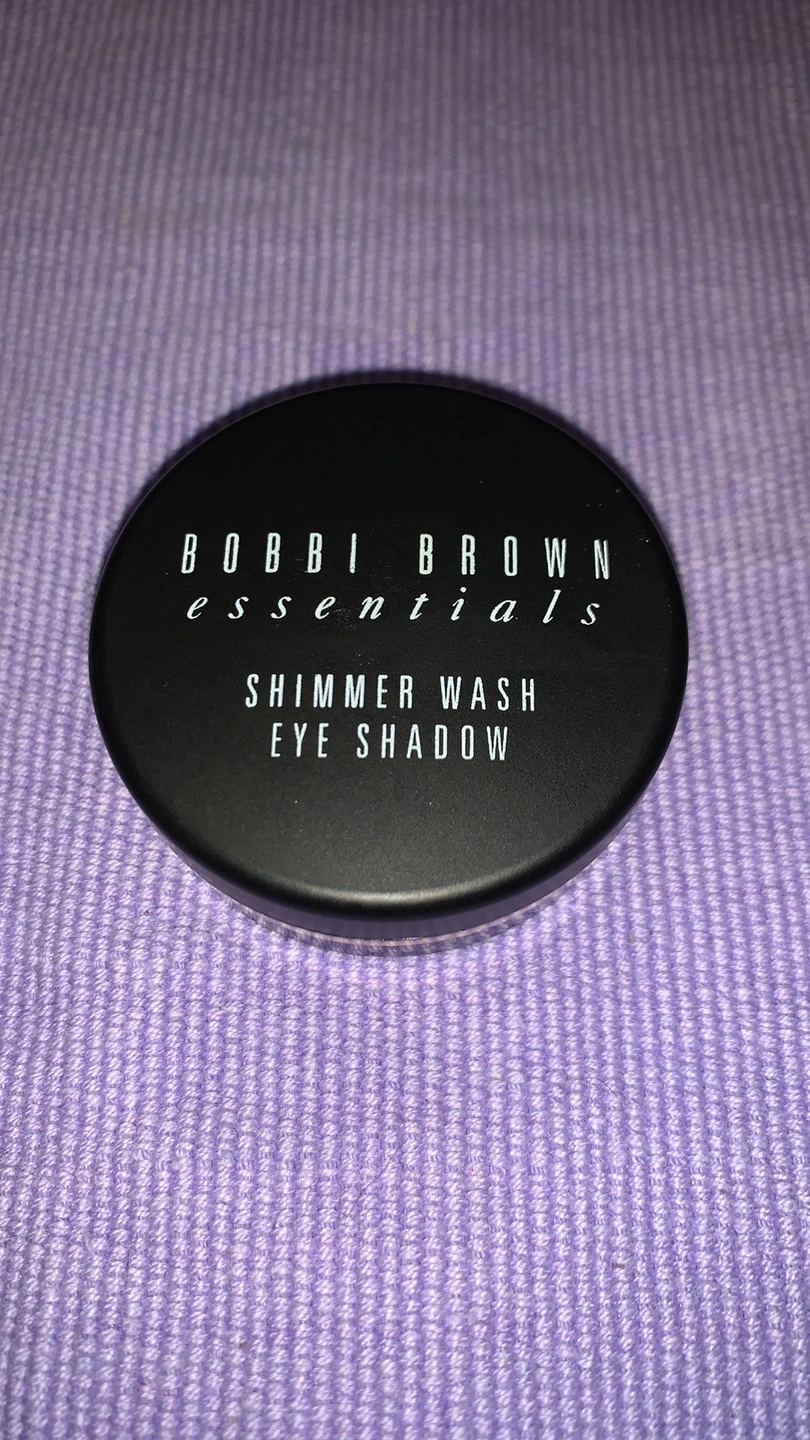 BOBBI BROWN
essentials
SHIMMER WASH
EYE SHADOW